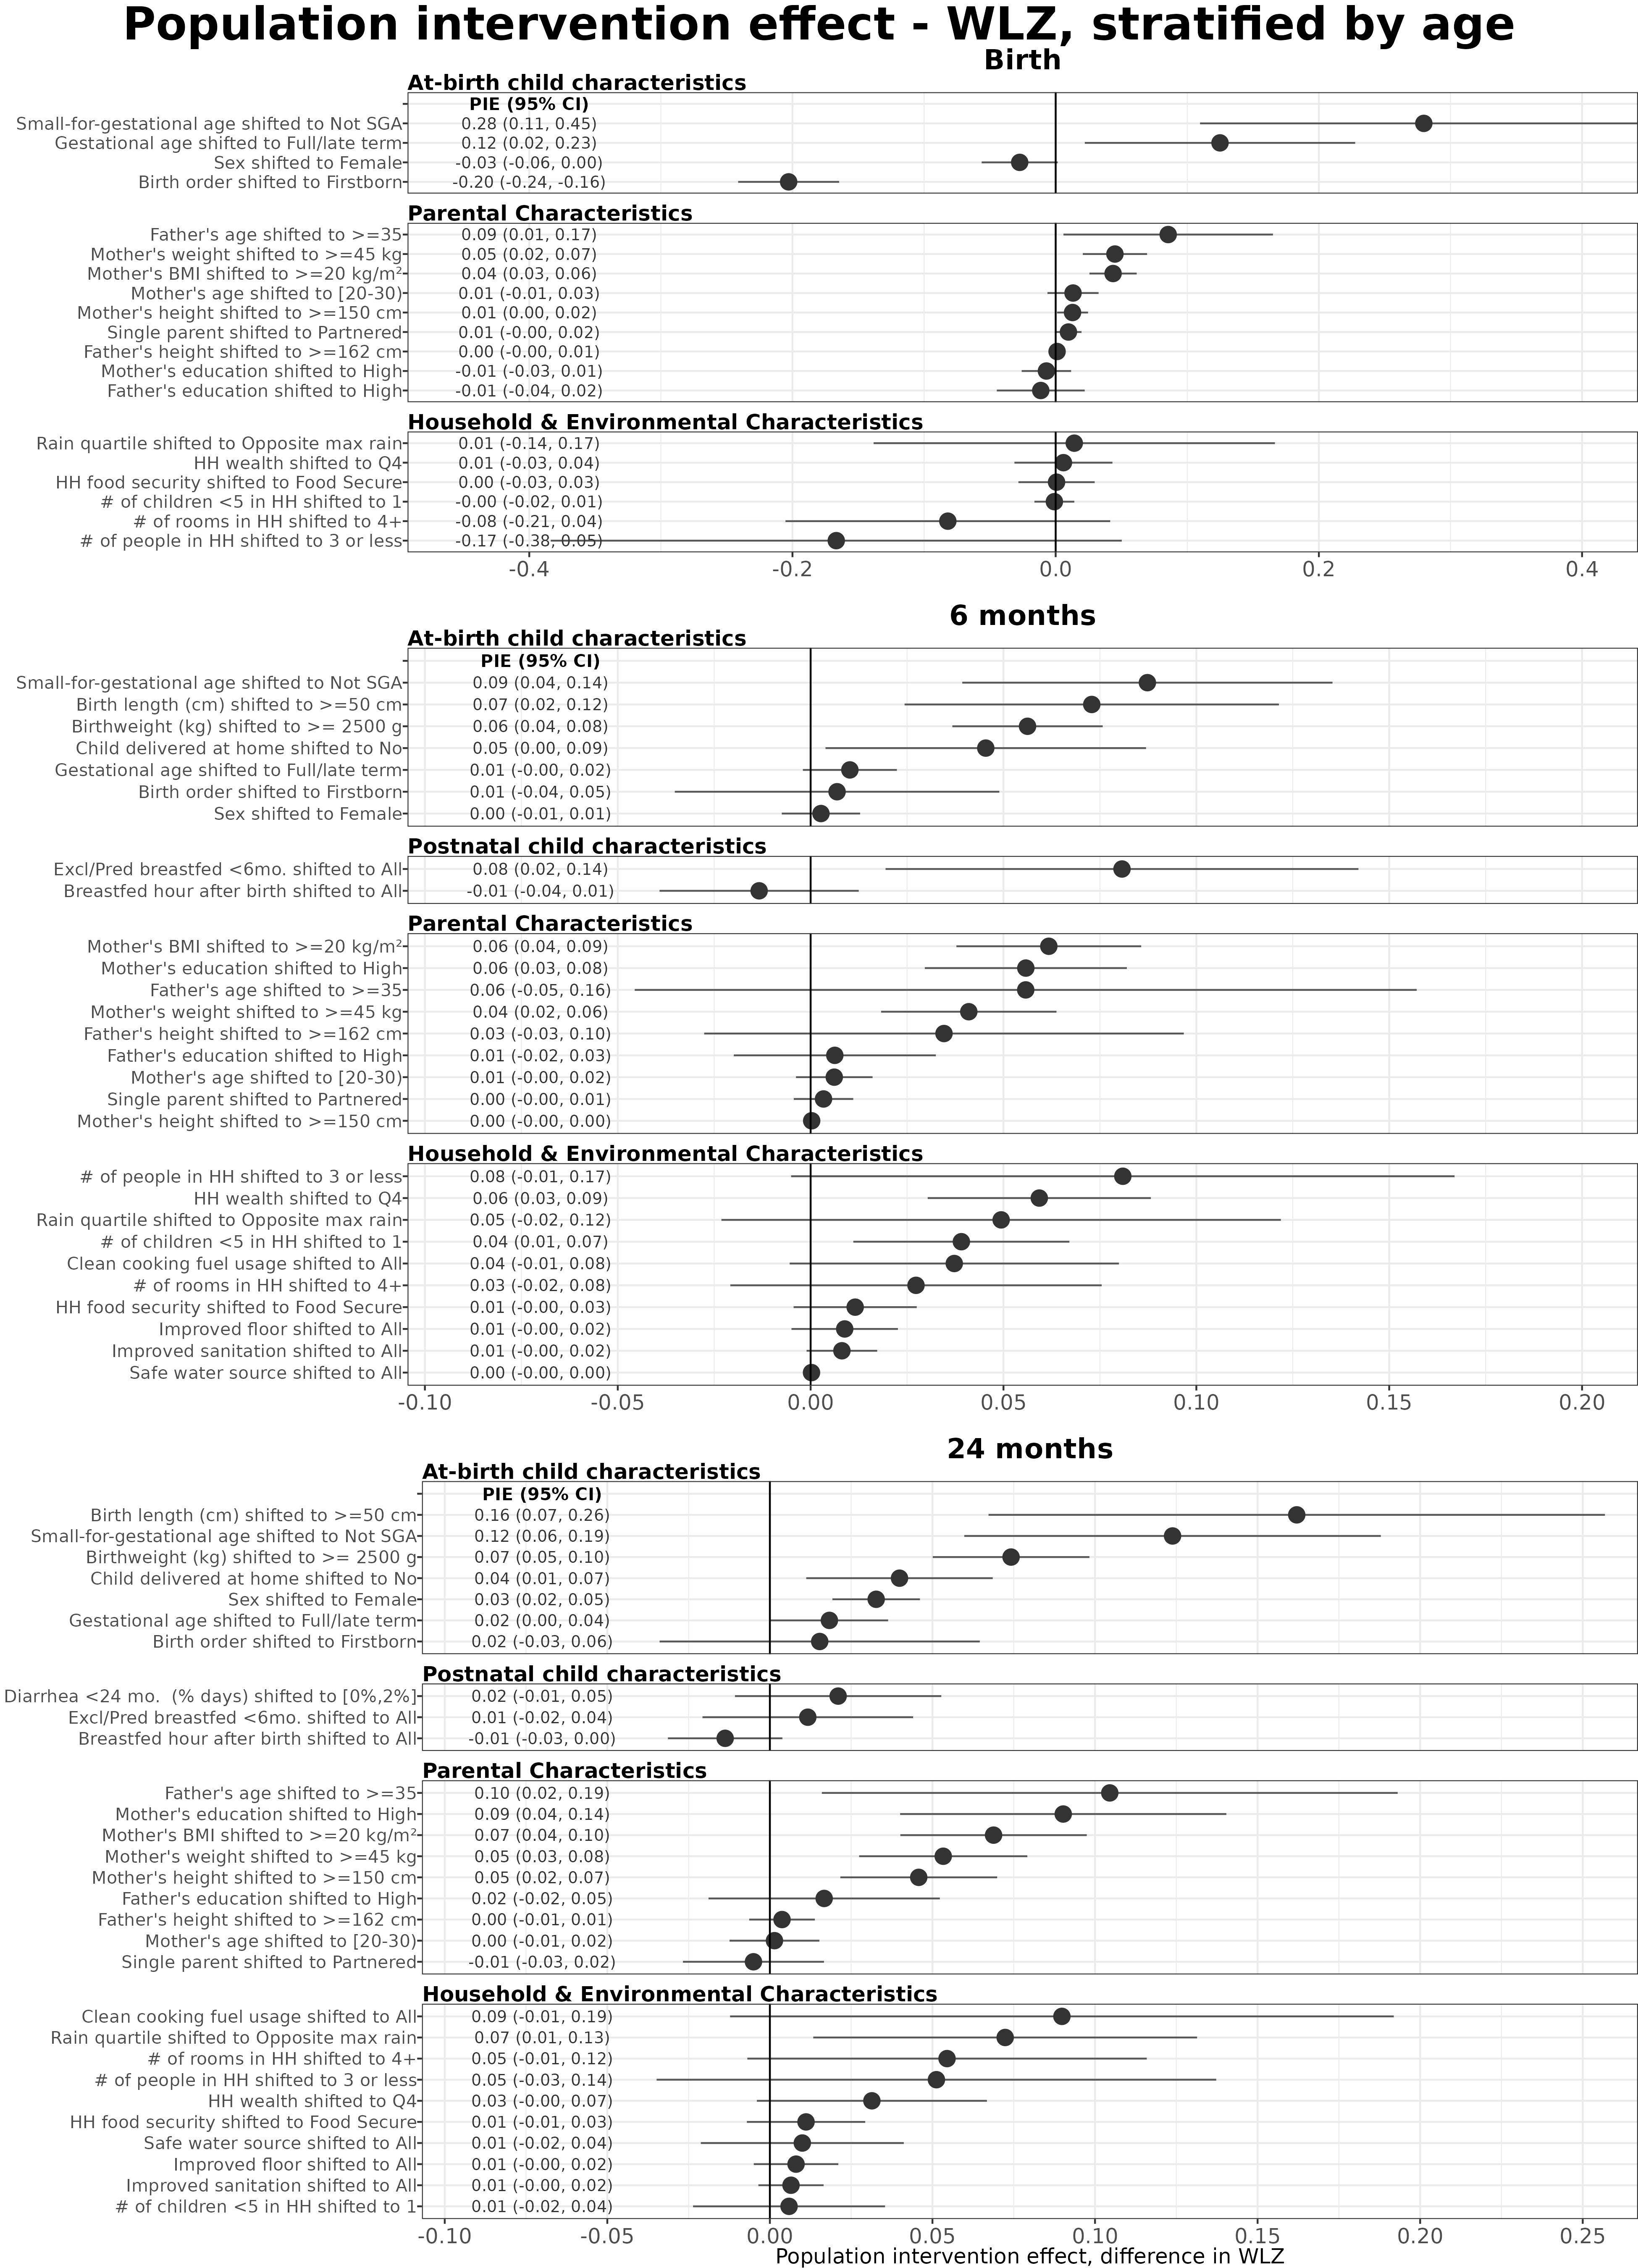 Population intervention effect - WLZ, stratified by age
Birth
At-birth child characteristics
PIE (95% CI)
Small-for-gestational age shifted to Not SGA 0.28 (0.11, 0.45)
Gestational age shifted to Full/late term 0.12 (0.02, 0.23)
Sex shifted to Female -0.03 (-0.06, 0.00)
Birth order shifted to Firstborn -0.20 (-0.24, -0.16)
Parental Characteristics
Father's age shifted to >=35 0.09 (0.01, 0.17)
Mother's weight shifted to >=45 kg 0.05 (0.02, 0.07)
Mother's BMI shifted to >=20 kg/m² 0.04 (0.03, 0.06)
Mother's age shifted to [20-30) 0.01 (-0.01, 0.03)
Mother's height shifted to >=150 cm 0.01 (0.00, 0.02)
Single parent shifted to Partnered 0.01 (-0.00, 0.02)
Father's height shifted to >=162 cm 0.00 (-0.00, 0.01)
Mother's education shifted to High -0.01 (-0.03, 0.01)
Father's education shifted to High -0.01 (-0.04, 0.02)
Household & Environmental Characteristics
Rain quartile shifted to Opposite max rain 0.01 (-0.14, 0.17)
HH wealth shifted to Q4 0.01 (-0.03, 0.04)
HH food security shifted to Food Secure 0.00 (-0.03, 0.03)
# of children <5 in HH shifted to 1 -0.00 (-0.02, 0.01)
# of rooms in HH shifted to 4+ -0.08 (-0.21, 0.04)
# of people in HH shifted to 3 or less -0.17 (-0.38, 0.05)
-0.4 -0.2 0.0 0.2 0.4
6 months
At-birth child characteristics
PIE (95% CI)
Small-for-gestational age shifted to Not SGA 0.09 (0.04, 0.14)
Birth length (cm) shifted to >=50 cm 0.07 (0.02, 0.12)
Birthweight (kg) shifted to >= 2500 g 0.06 (0.04, 0.08)
Child delivered at home shifted to No 0.05 (0.00, 0.09)
Gestational age shifted to Full/late term 0.01 (-0.00, 0.02)
Birth order shifted to Firstborn 0.01 (-0.04, 0.05)
Sex shifted to Female 0.00 (-0.01, 0.01)
Postnatal child characteristics
Excl/Pred breastfed <6mo. shifted to All 0.08 (0.02, 0.14)
Breastfed hour after birth shifted to All -0.01 (-0.04, 0.01)
Parental Characteristics
Mother's BMI shifted to >=20 kg/m² 0.06 (0.04, 0.09)
Mother's education shifted to High 0.06 (0.03, 0.08)
Father's age shifted to >=35 0.06 (-0.05, 0.16)
Mother's weight shifted to >=45 kg 0.04 (0.02, 0.06)
Father's height shifted to >=162 cm 0.03 (-0.03, 0.10)
Father's education shifted to High 0.01 (-0.02, 0.03)
Mother's age shifted to [20-30) 0.01 (-0.00, 0.02)
Single parent shifted to Partnered 0.00 (-0.00, 0.01)
Mother's height shifted to >=150 cm 0.00 (-0.00, 0.00)
Household & Environmental Characteristics
# of people in HH shifted to 3 or less 0.08 (-0.01, 0.17)
HH wealth shifted to Q4 0.06 (0.03, 0.09)
Rain quartile shifted to Opposite max rain 0.05 (-0.02, 0.12)
# of children <5 in HH shifted to 1 0.04 (0.01, 0.07)
Clean cooking fuel usage shifted to All 0.04 (-0.01, 0.08)
# of rooms in HH shifted to 4+ 0.03 (-0.02, 0.08)
HH food security shifted to Food Secure 0.01 (-0.00, 0.03)
Improved floor shifted to All 0.01 (-0.00, 0.02)
Improved sanitation shifted to All 0.01 (-0.00, 0.02)
Safe water source shifted to All 0.00 (-0.00, 0.00)
-0.10 -0.05 0.00 0.05 0.10 0.15 0.20
24 months
At-birth child characteristics
PIE (95% CI)
Birth length (cm) shifted to >=50 cm 0.16 (0.07, 0.26)
Small-for-gestational age shifted to Not SGA 0.12 (0.06, 0.19)
Birthweight (kg) shifted to >= 2500 g 0.07 (0.05, 0.10)
Child delivered at home shifted to No 0.04 (0.01, 0.07)
Sex shifted to Female 0.03 (0.02, 0.05)
Gestational age shifted to Full/late term 0.02 (0.00, 0.04)
Birth order shifted to Firstborn 0.02 (-0.03, 0.06)
Postnatal child characteristics
Diarrhea <24 mo.  (% days) shifted to [0%,2%] 0.02 (-0.01, 0.05)
Excl/Pred breastfed <6mo. shifted to All 0.01 (-0.02, 0.04)
Breastfed hour after birth shifted to All -0.01 (-0.03, 0.00)
Parental Characteristics
Father's age shifted to >=35 0.10 (0.02, 0.19)
Mother's education shifted to High 0.09 (0.04, 0.14)
Mother's BMI shifted to >=20 kg/m² 0.07 (0.04, 0.10)
Mother's weight shifted to >=45 kg 0.05 (0.03, 0.08)
Mother's height shifted to >=150 cm 0.05 (0.02, 0.07)
Father's education shifted to High 0.02 (-0.02, 0.05)
Father's height shifted to >=162 cm 0.00 (-0.01, 0.01)
Mother's age shifted to [20-30) 0.00 (-0.01, 0.02)
Single parent shifted to Partnered -0.01 (-0.03, 0.02)
Household & Environmental Characteristics
Clean cooking fuel usage shifted to All 0.09 (-0.01, 0.19)
Rain quartile shifted to Opposite max rain 0.07 (0.01, 0.13)
# of rooms in HH shifted to 4+ 0.05 (-0.01, 0.12)
# of people in HH shifted to 3 or less 0.05 (-0.03, 0.14)
HH wealth shifted to Q4 0.03 (-0.00, 0.07)
HH food security shifted to Food Secure 0.01 (-0.01, 0.03)
Safe water source shifted to All 0.01 (-0.02, 0.04)
Improved floor shifted to All 0.01 (-0.00, 0.02)
Improved sanitation shifted to All 0.01 (-0.00, 0.02)
# of children <5 in HH shifted to 1 0.01 (-0.02, 0.04)
-0.10 -0.05 0.00 0.05 0.10 0.15 0.20 0.25
Population intervention effect, difference in WLZ